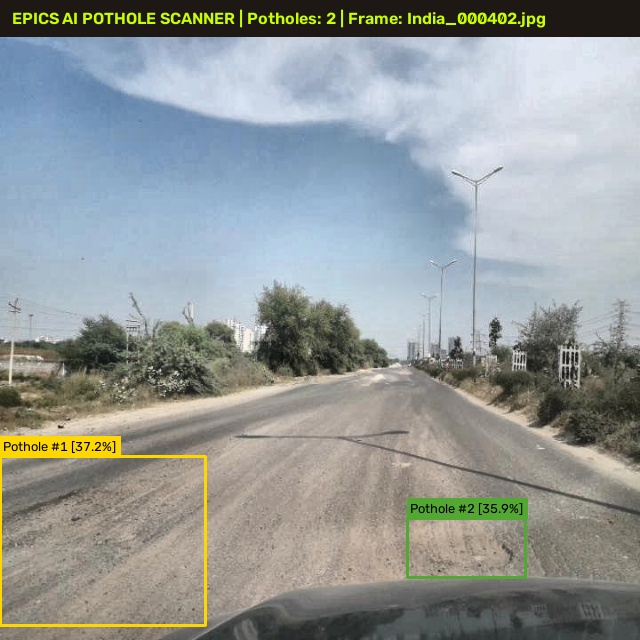 EPICS AI POTHOLE SCANNER | Potholes: 2 | Frame: India_000402.jpg
Pothole #1 [37.2%]
Pothole #2 [35.9%]